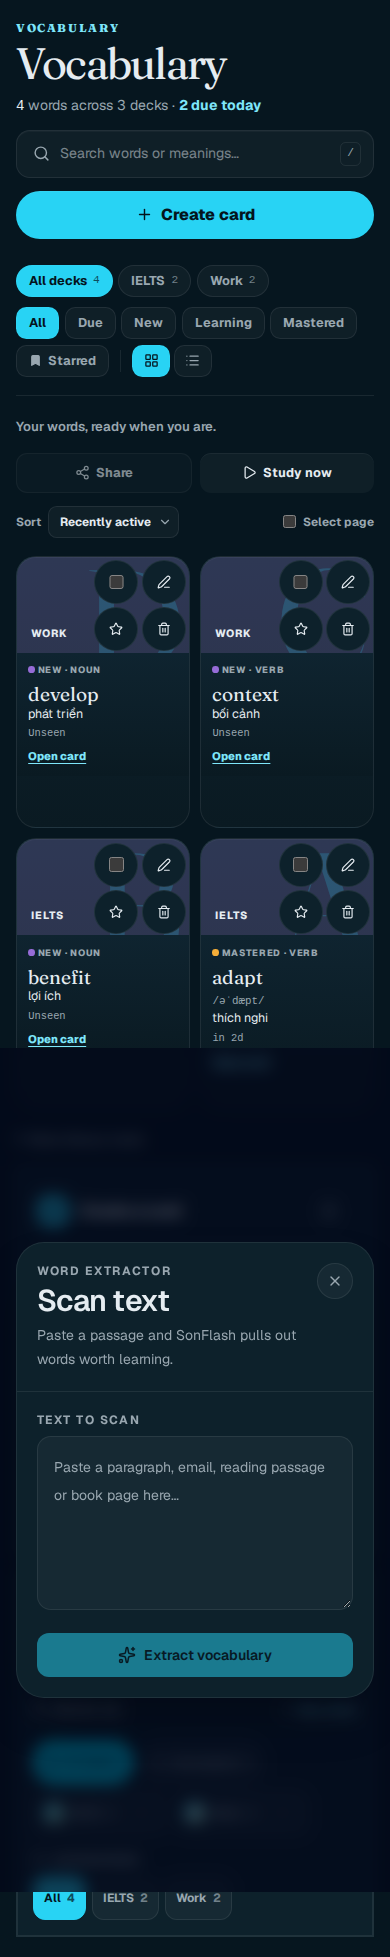 VOCABULARY
Vocabulary
4 words across 3 decks · 2 due today
Search words or meanings... /
+ Create card
All decks 4 IELTS 2 Work 2
All Due New Learning Mastered
Starred
Your words, ready when you are.
Share Study now
Sort Recently active Select page
WORK
NEW · NOUN
develop
phát triển
Unseen
Open card
WORK
NEW · VERB
context
bối cảnh
Unseen
Open card
IELTS
NEW · NOUN
benefit
lợi ích
Unseen
Open card
IELTS
MASTERED · VERB
adapt
/əˈdæpt/
thích nghi
in 2d
WORD EXTRACTOR
Scan text
Paste a passage and SonFlash pulls out
words worth learning.
TEXT TO SCAN
Paste a paragraph, email, reading passage
or book page here...
Extract vocabulary
All 4 IELTS 2 Work 2